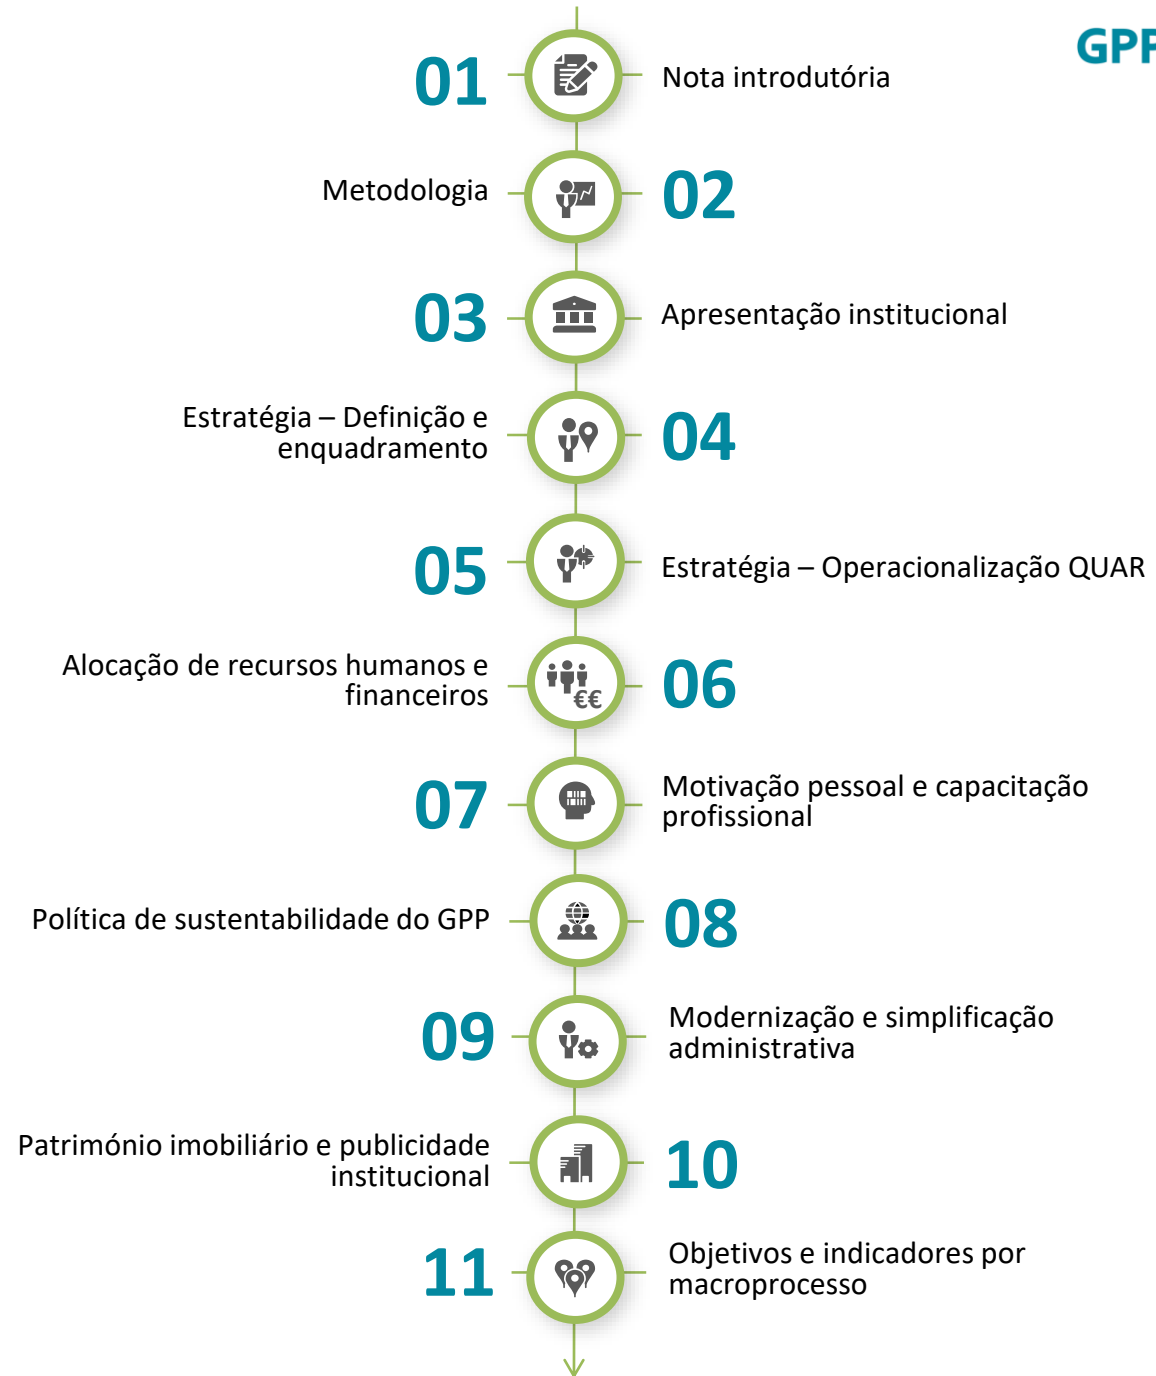 GPP
01
Nota introdutória
Metodologia
02
03
Apresentação institucional
Estratégia – Definição e
enquadramento
04
05
Estratégia – Operacionalização QUAR
Alocação de recursos humanos e
financeiros
€€
06
07
Motivação pessoal e capacitação
profissional
Política de sustentabilidade do GPP
08
09
Modernização e simplificação
administrativa
Património imobiliário e publicidade
institucional
10
11
Objetivos e indicadores por
macroprocesso